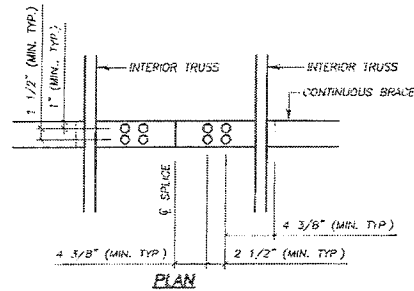 1 1/2" (MIN. TYP.)
1" (MIN. TYP.)
INTERIOR TRUSS
INTERIOR TRUSS
CONTINUOUS BRACE
℄ SPLICE
4 3/8" (MIN. TYP)
4 3/8" (MIN. TYP)
2 1/2" (MIN. TYP)
PLAN